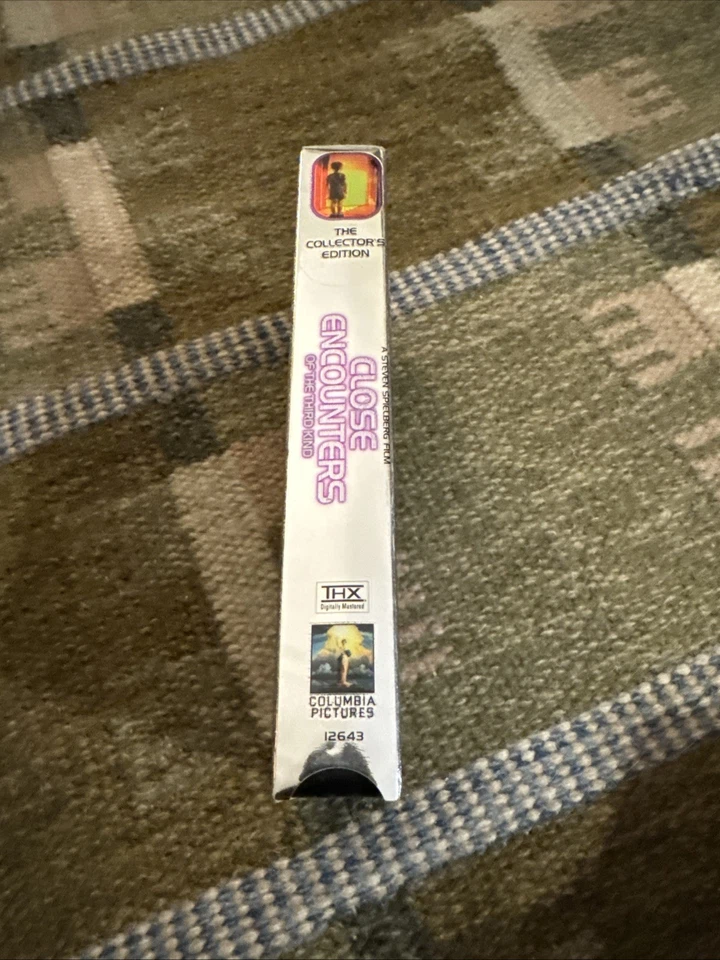 THE
COLLECTOR'S
EDITION
A STEVEN SPIELBERG FILM
CLOSE
ENCOUNTERS
OF THE THIRD KIND
THX
Digitally Mastered
COLUMBIA
PICTURES
12643